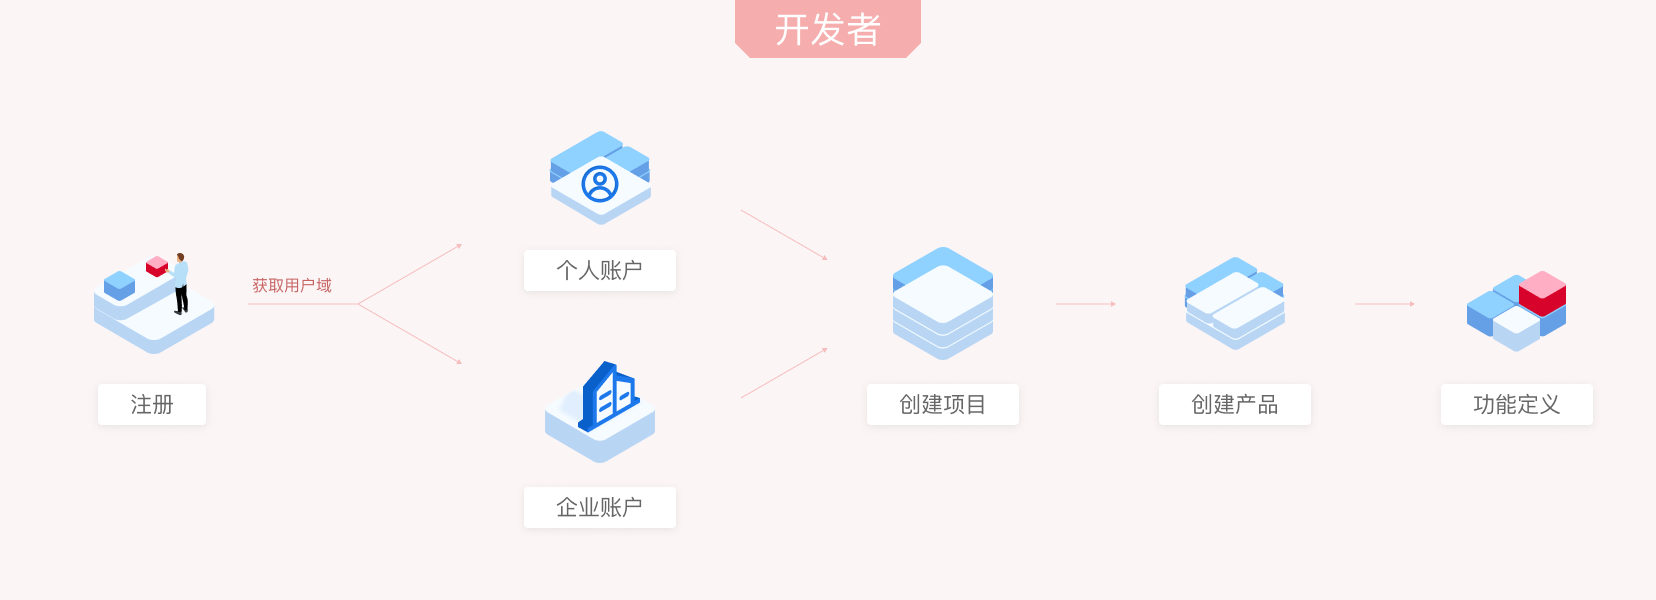 开发者
个人账户
获取用户域
注册
企业账户
创建项目
创建产品
功能定义